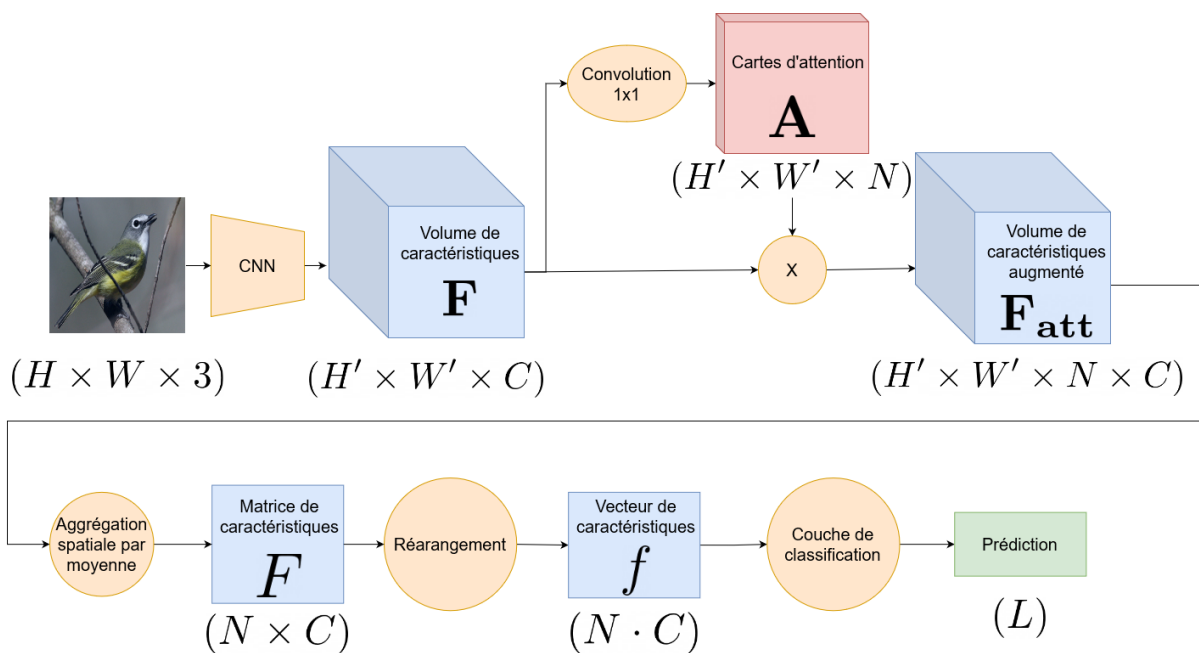 Convolution
1x1
Cartes d'attention
A
(H′ × W′ × N)
CNN
Volume de
caractéristiques
F
X
Volume de
caractéristiques
augmenté
F_att
(H × W × 3)
(H′ × W′ × C)
(H′ × W′ × N × C)
Aggrégation
spatiale par
moyenne
Matrice de
caractéristiques
F
(N × C)
Réarangement
Vecteur de
caractéristiques
f
(N · C)
Couche de
classification
Prédiction
(L)